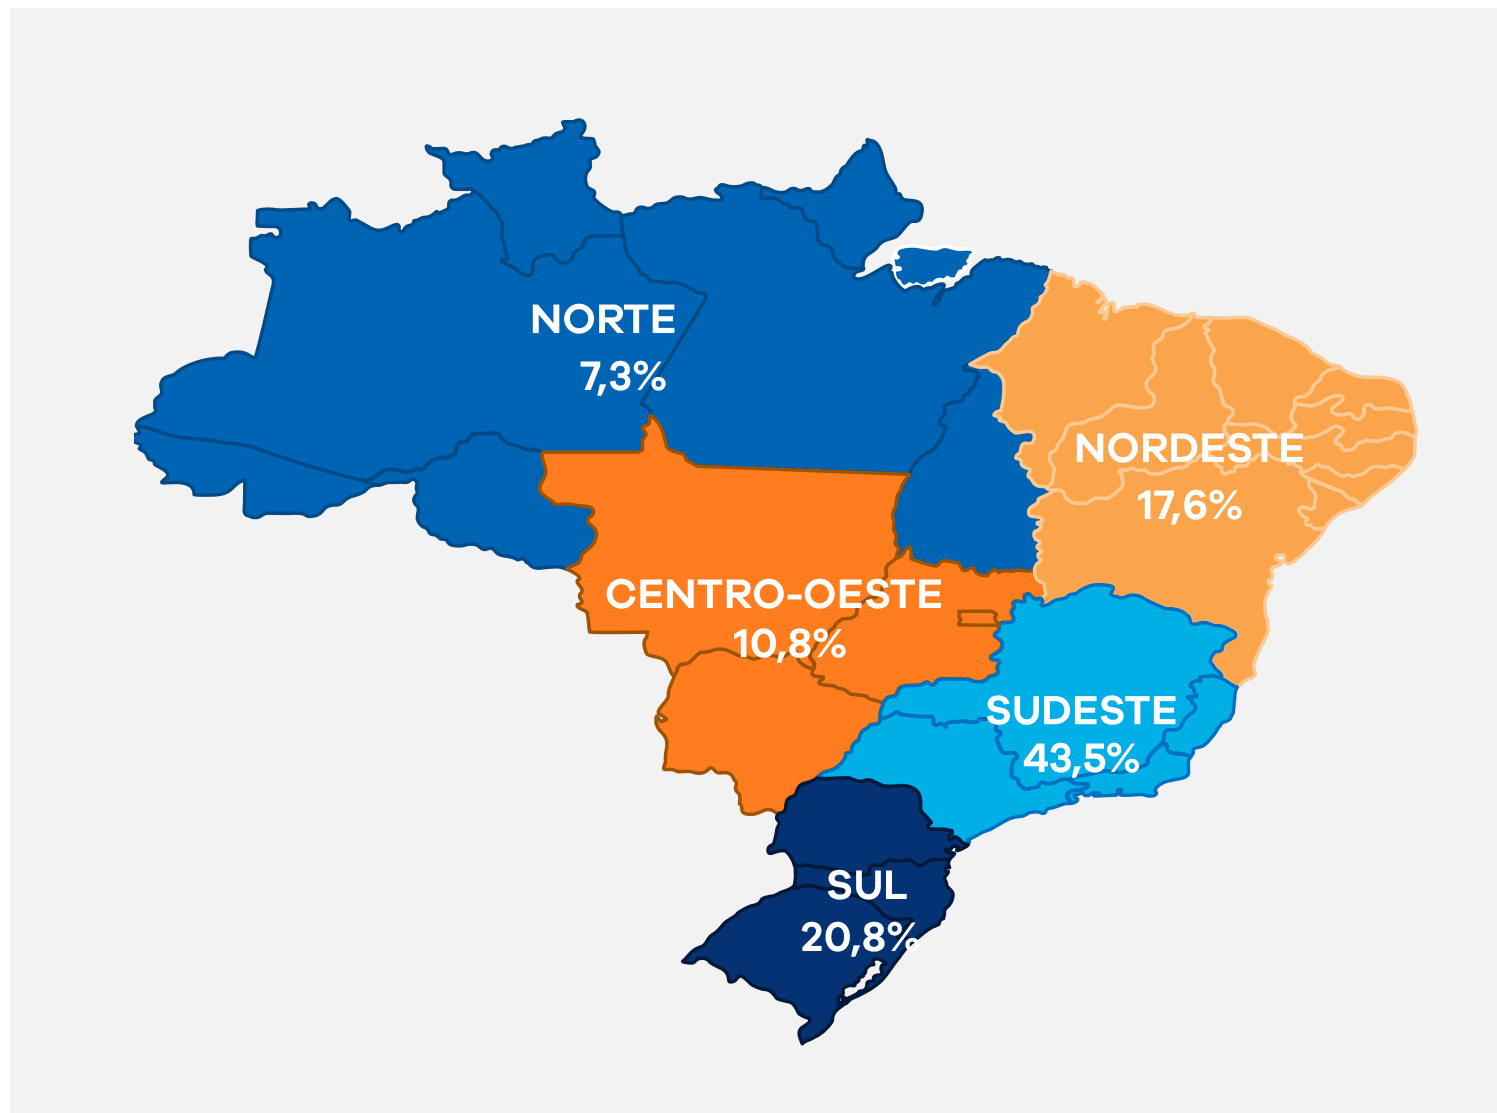 NORTE
7,3%
NORDESTE
17,6%
CENTRO-OESTE
10,8%
SUDESTE
43,5%
SUL
20,8%